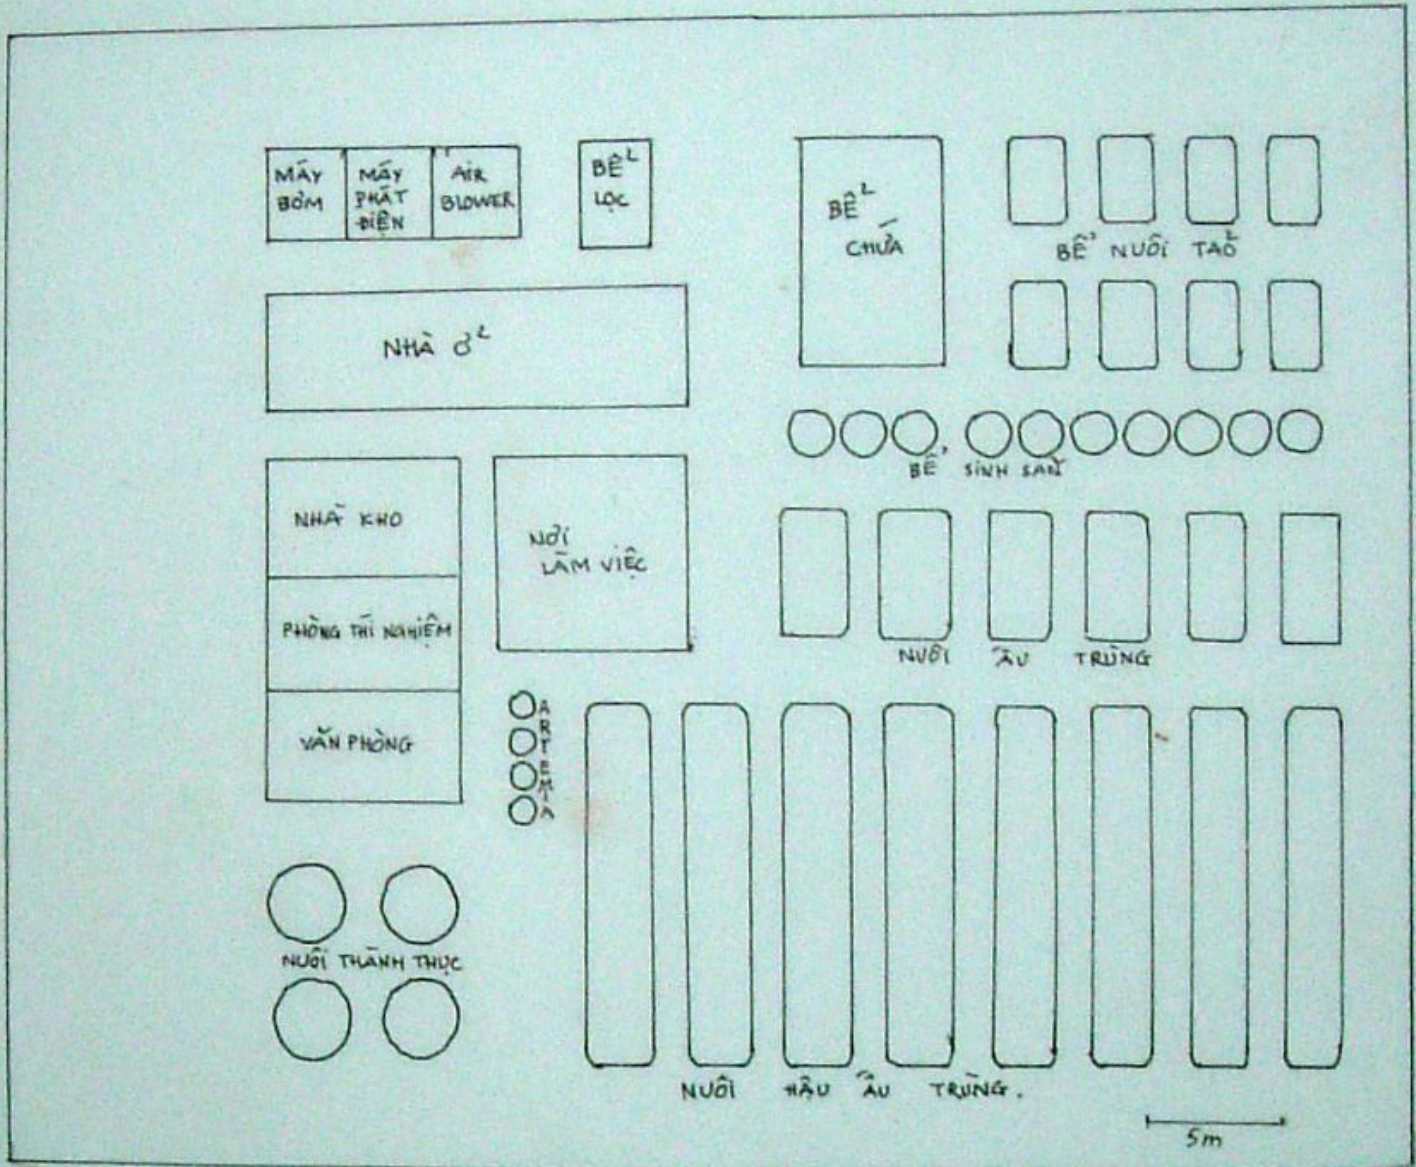 MÁY
BƠM
MÁY
PHÁT
ĐIỆN
AIR
BLOWER
BỂ
LỌC
BỂ
CHỨA
BỂ NUÔI TẢO
NHÀ Ở
BỂ SINH SẢN
NHÀ KHO
NƠI
LÀM VIỆC
PHÒNG THÍ NGHIỆM
NUÔI ẤU TRÙNG
ARTEMIA
VĂN PHÒNG
NUÔI THÀNH THỤC
NUÔI HẬU ẤU TRÙNG.
5m